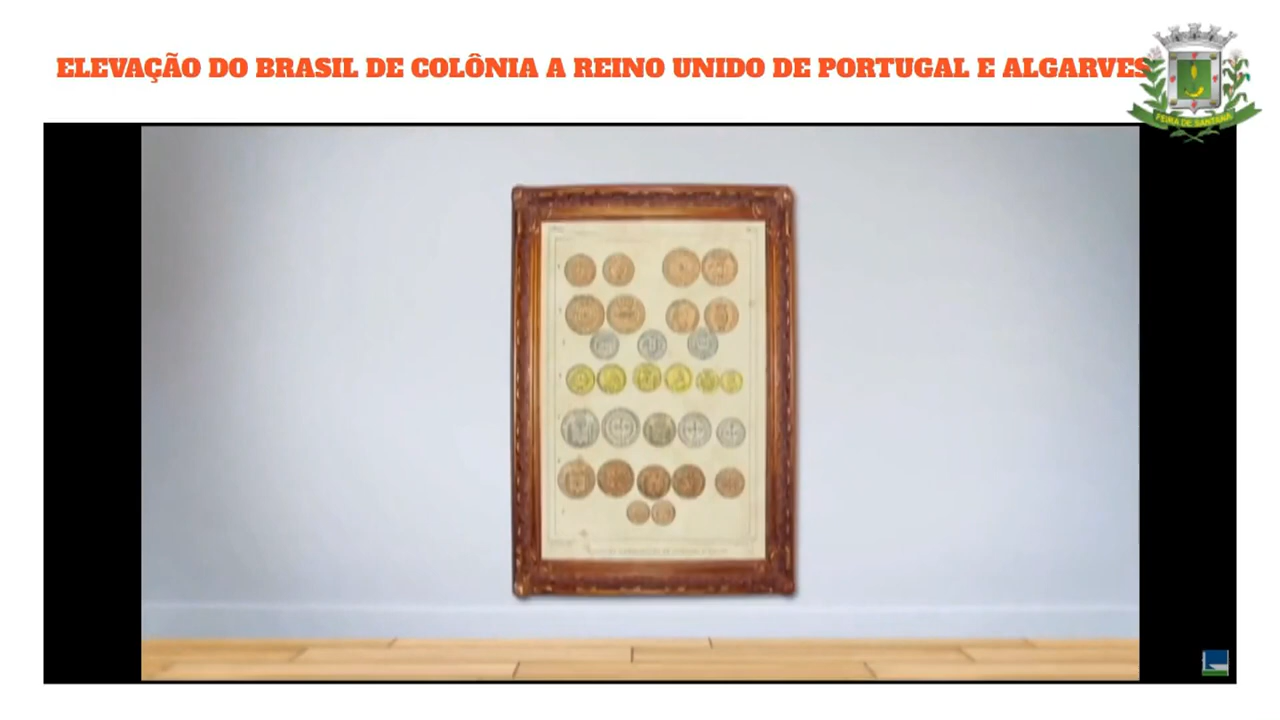 ELEVAÇÃO DO BRASIL DE COLÔNIA A REINO UNIDO DE PORTUGAL E ALGARVES
FEIRA DE SANTANA